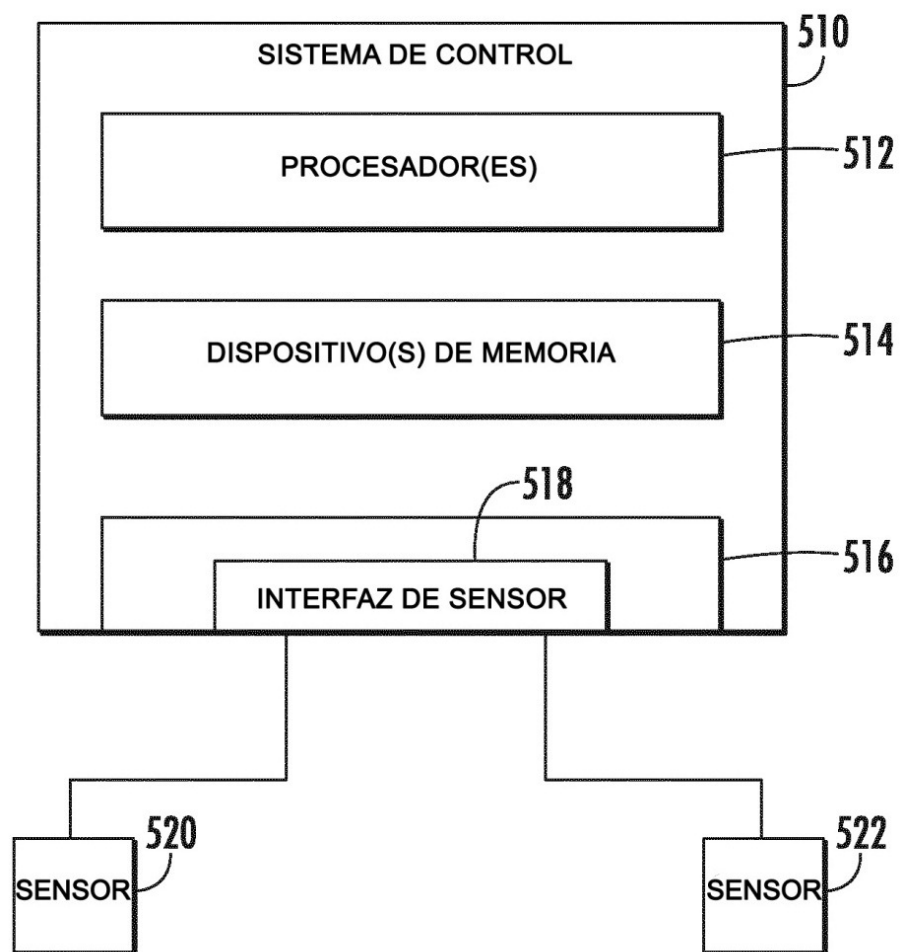 510
SISTEMA DE CONTROL
PROCESADOR(ES)
512
DISPOSITIVO(S) DE MEMORIA
514
518
516
INTERFAZ DE SENSOR
520
522
SENSOR
SENSOR